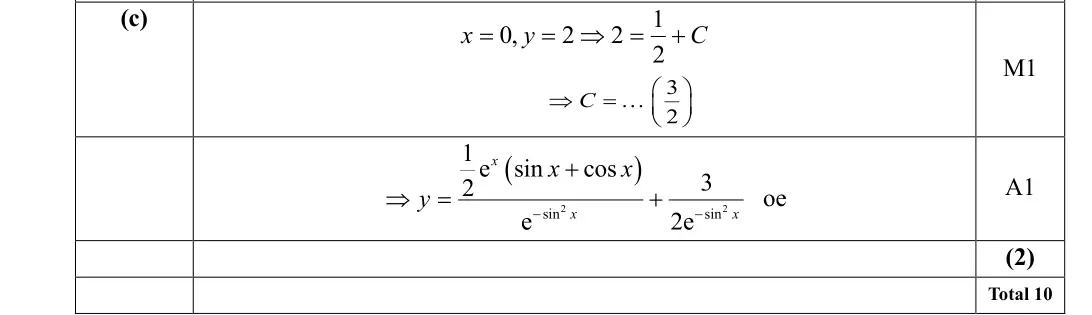 (c)
x = 0, y = 2 ⇒ 2 = 1/2 + C
⇒ C = … (3/2)
M1
⇒ y = (1/2 e^x (sin x + cos x))/(e^(−sin² x)) + 3/(2e^(−sin² x)) oe
A1
(2)
Total 10